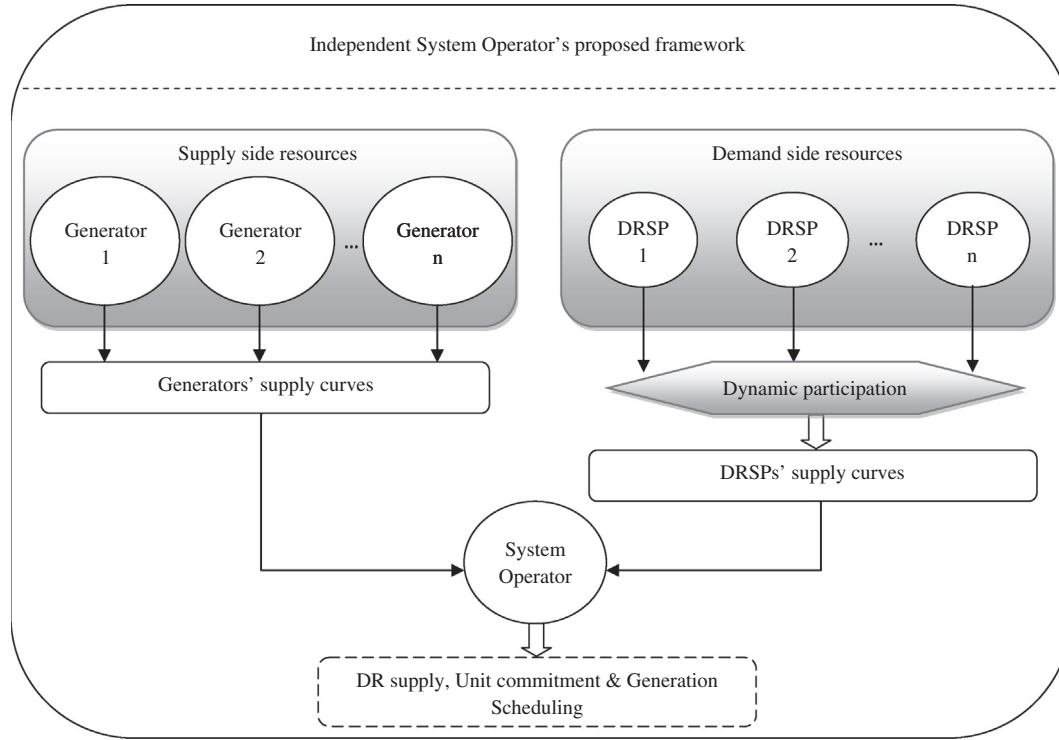 Independent System Operator’s proposed framework
Supply side resources
Generator
1
Generator
2
...
Generator
n
Demand side resources
DRSP
1
DRSP
2
...
DRSP
n
Generators’ supply curves
Dynamic participation
DRSPs’ supply curves
System
Operator
DR supply, Unit commitment & Generation
Scheduling